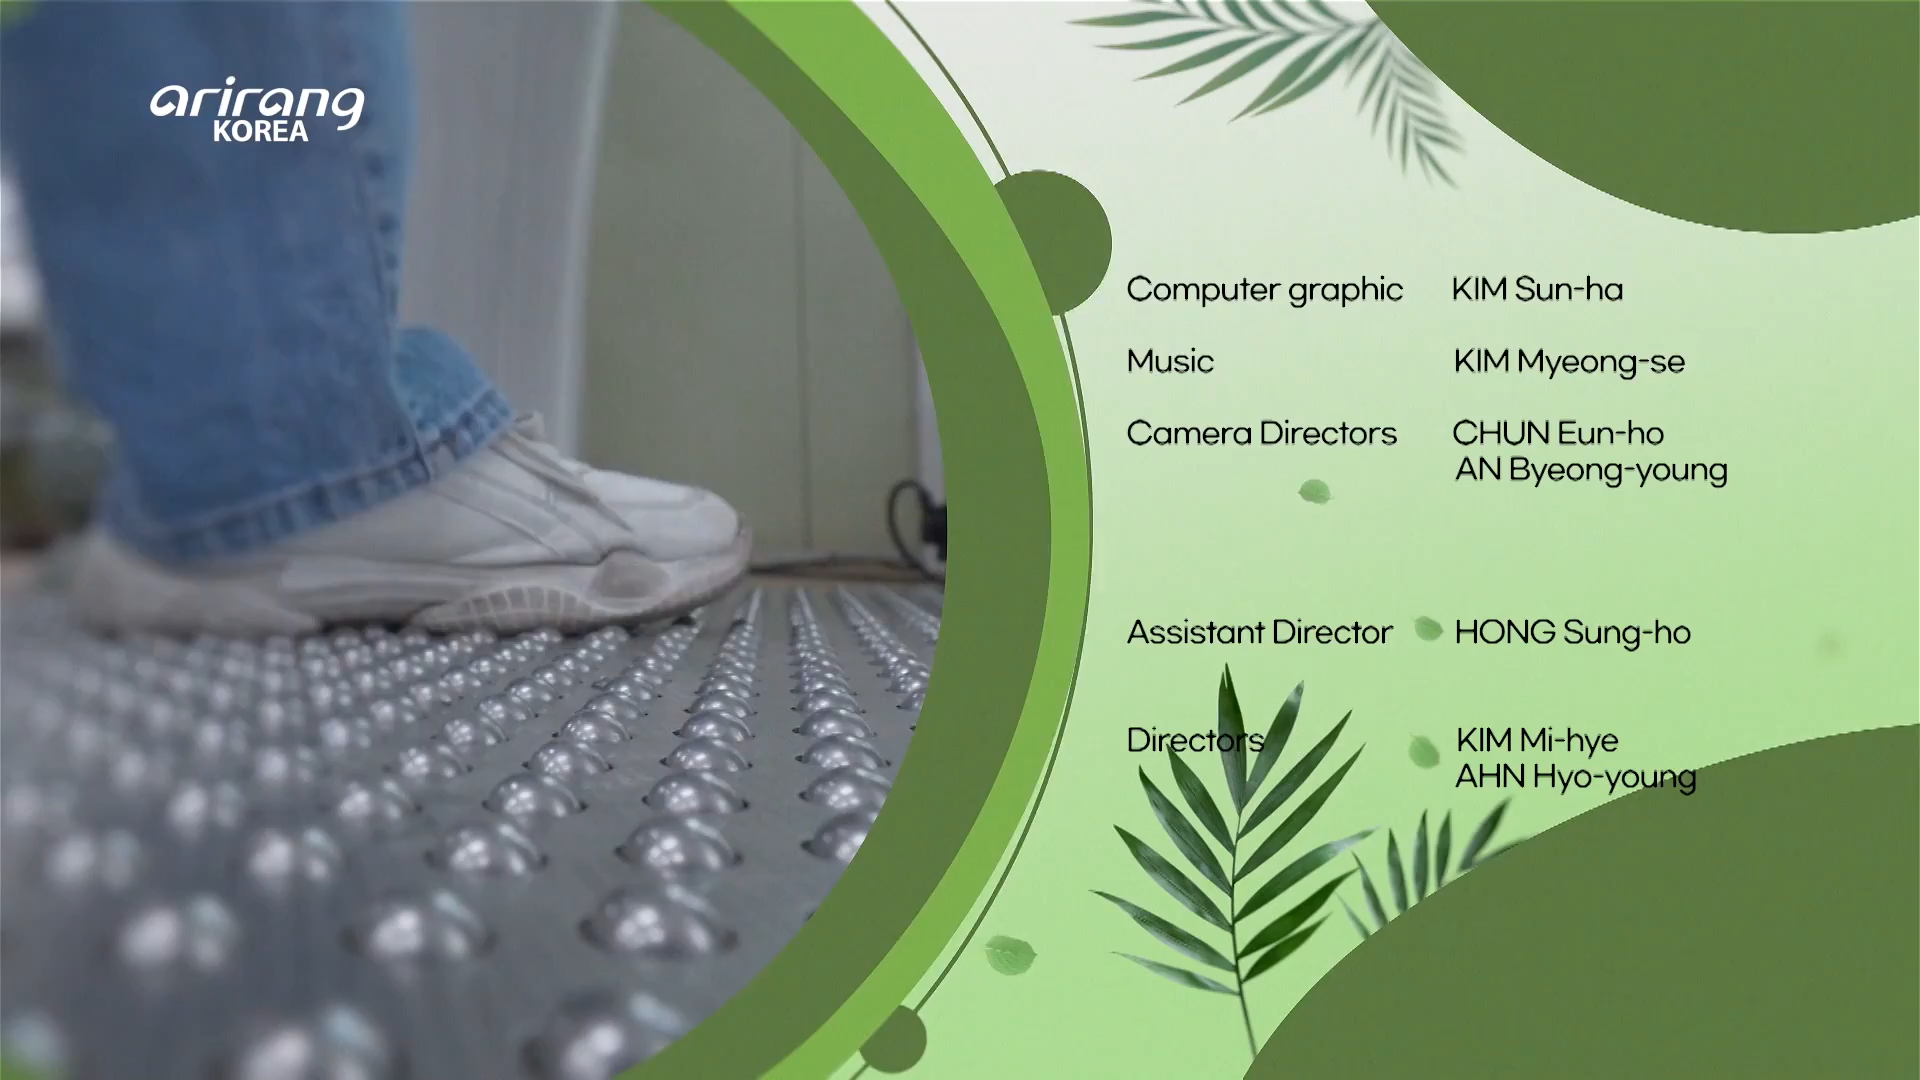 arirang
KOREA
Computer graphic KIM Sun-ha
Music KIM Myeong-se
Camera Directors CHUN Eun-ho
AN Byeong-young
Assistant Director HONG Sung-ho
Directors KIM Mi-hye
AHN Hyo-young